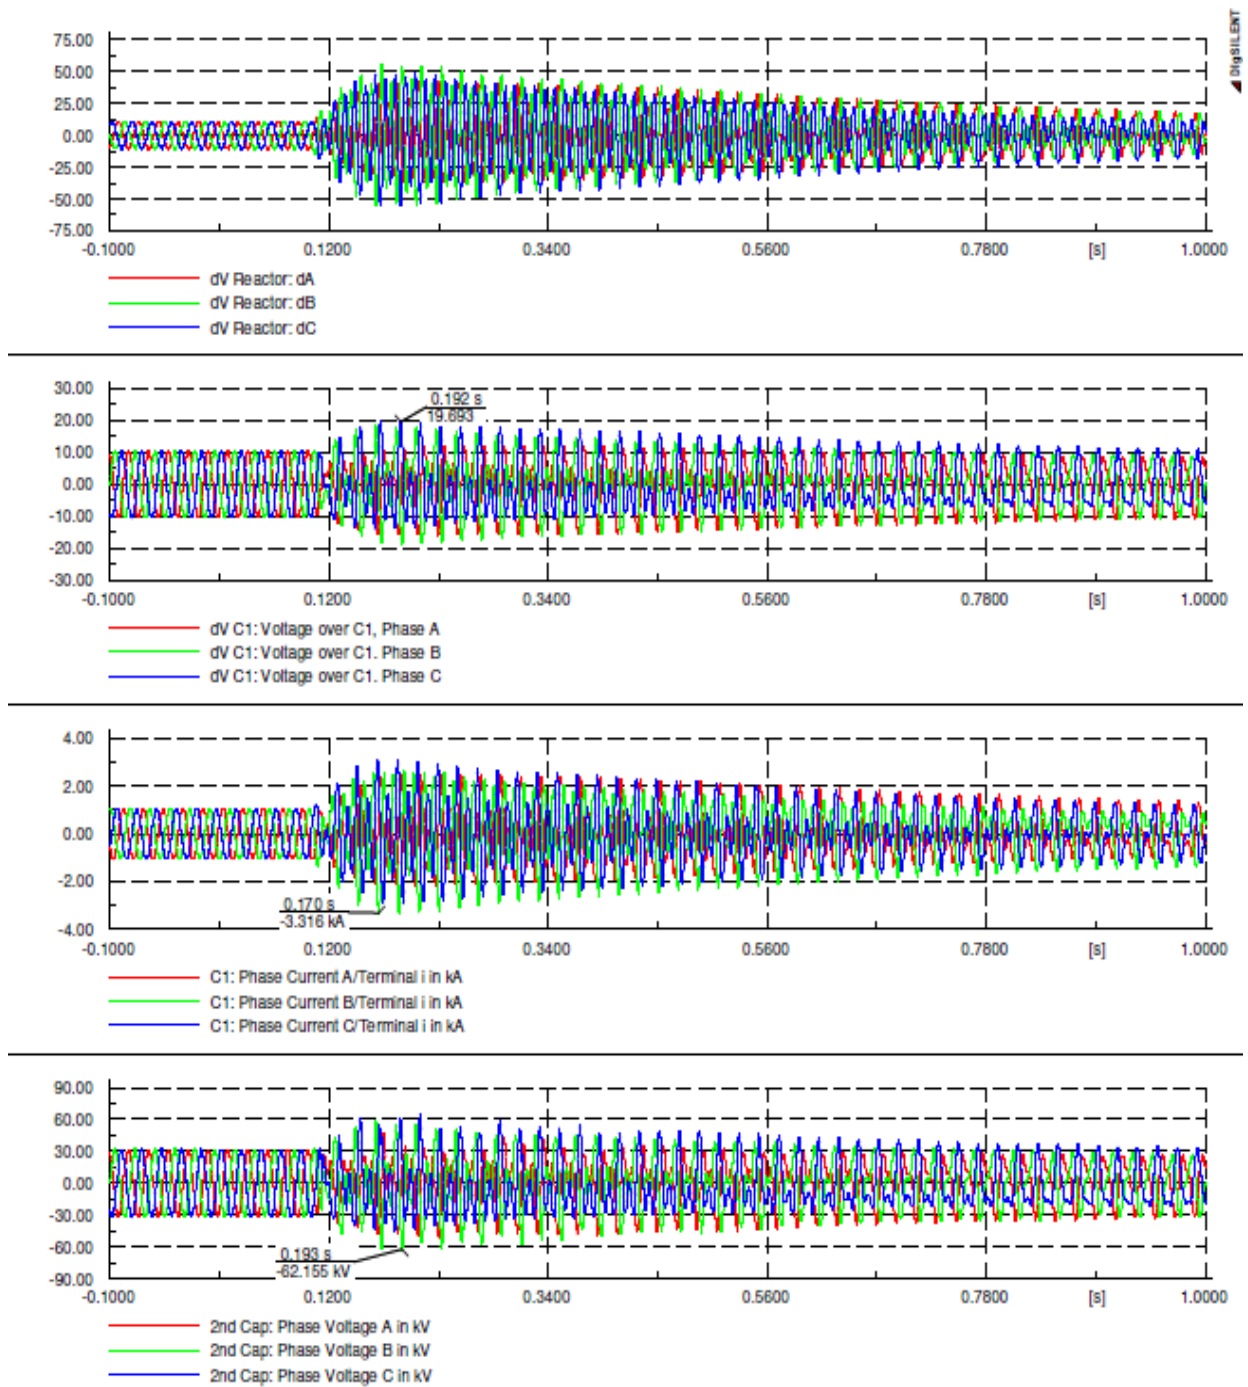 DIgSILENT
75.00
50.00
25.00
0.00
-25.00
-50.00
-75.00
-0.1000 0.1200 0.3400 0.5600 0.7800 [s] 1.0000
dV Reactor: dA
dV Reactor: dB
dV Reactor: dC
30.00
20.00
10.00
0.00
-10.00
-20.00
-30.00
0.192 s
19.693
-0.1000 0.1200 0.3400 0.5600 0.7800 [s] 1.0000
dV C1: Voltage over C1, Phase A
dV C1: Voltage over C1. Phase B
dV C1: Voltage over C1. Phase C
4.00
2.00
0.00
-2.00
-4.00
0.170 s
-3.316 kA
-0.1000 0.1200 0.3400 0.5600 0.7800 [s] 1.0000
C1: Phase Current A/Terminal i in kA
C1: Phase Current B/Terminal i in kA
C1: Phase Current C/Terminal i in kA
90.00
60.00
30.00
0.00
-30.00
-60.00
-90.00
0.193 s
-62.155 kV
-0.1000 0.1200 0.3400 0.5600 0.7800 [s] 1.0000
2nd Cap: Phase Voltage A in kV
2nd Cap: Phase Voltage B in kV
2nd Cap: Phase Voltage C in kV